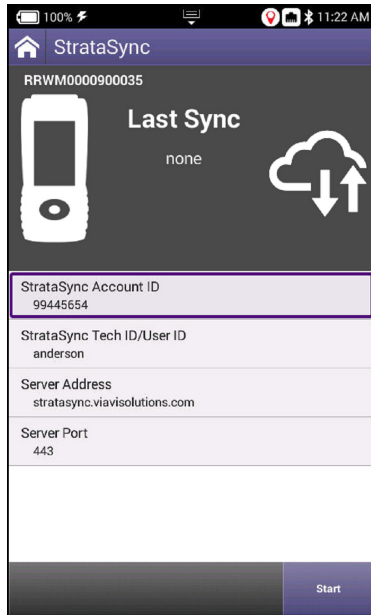 100% 11:22 AM
StrataSync
RRWM0000900035
Last Sync
none
StrataSync Account ID
99445654
StrataSync Tech ID/User ID
anderson
Server Address
stratasync.viavisolutions.com
Server Port
443
Start